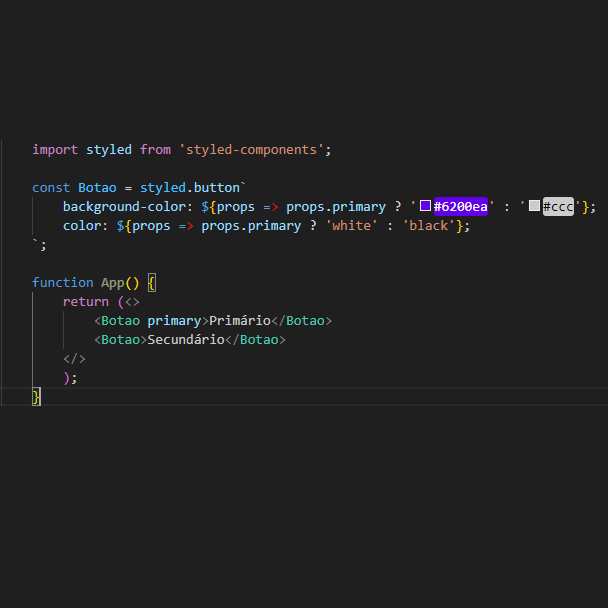 import styled from 'styled-components';
const Botao = styled.button`
background-color: ${props => props.primary ? '#6200ea' : '#ccc'};
color: ${props => props.primary ? 'white' : 'black'};
`;
function App() {
return (<>
<Botao primary>Primário</Botao>
<Botao>Secundário</Botao>
</>
);
}